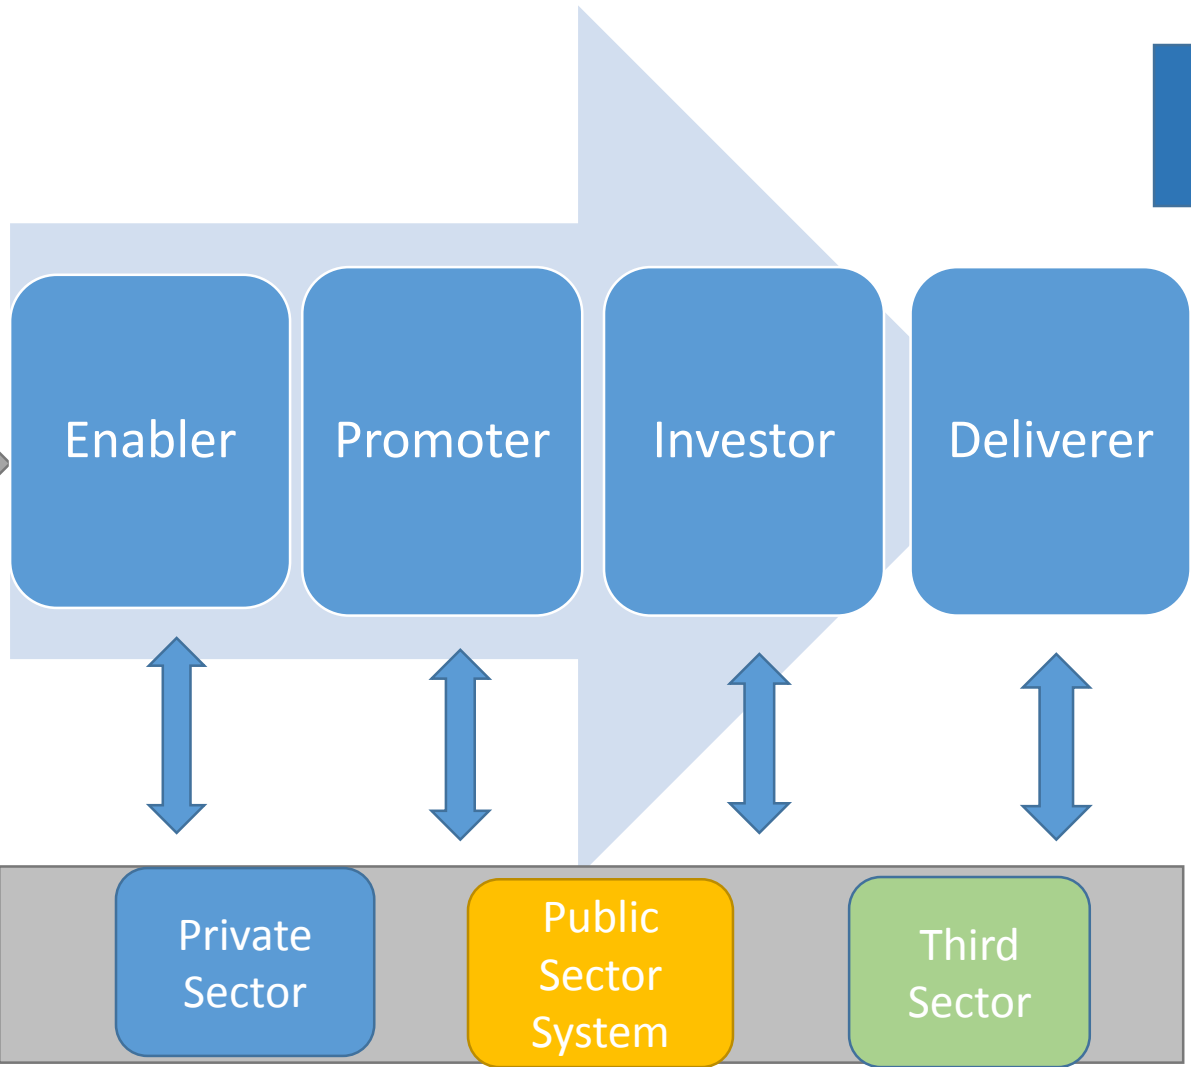 Enabler
Promoter
Investor
Deliverer
Private
Sector
Public
Sector
System
Third
Sector